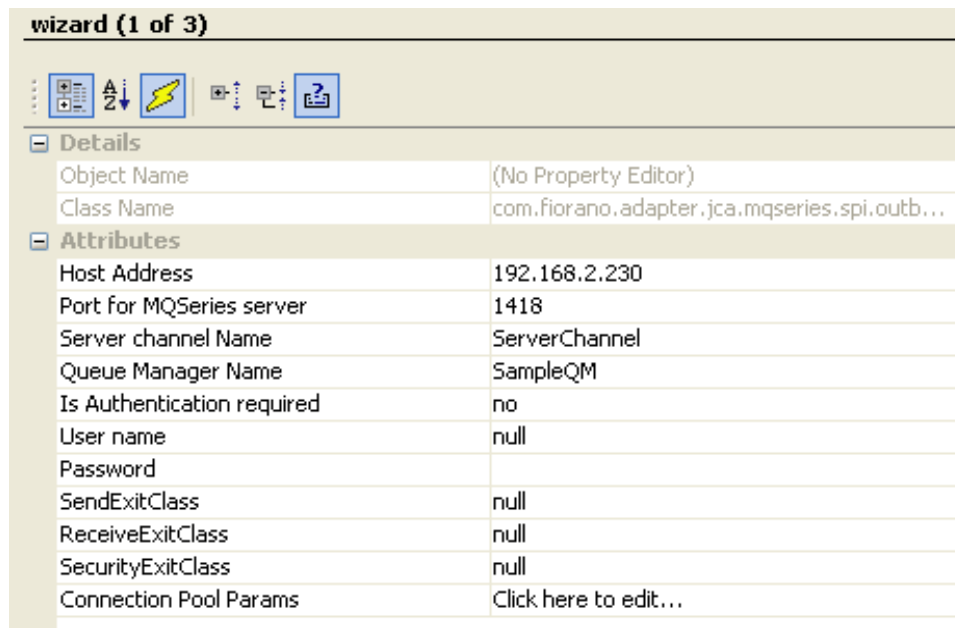 wizard (1 of 3)
A
Z
Details
Object Name (No Property Editor)
Class Name com.fiorano.adapter.jca.mqseries.spi.outb...
Attributes
Host Address 192.168.2.230
Port for MQSeries server 1418
Server channel Name ServerChannel
Queue Manager Name SampleQM
Is Authentication required no
User name null
Password
SendExitClass null
ReceiveExitClass null
SecurityExitClass null
Connection Pool Params Click here to edit...